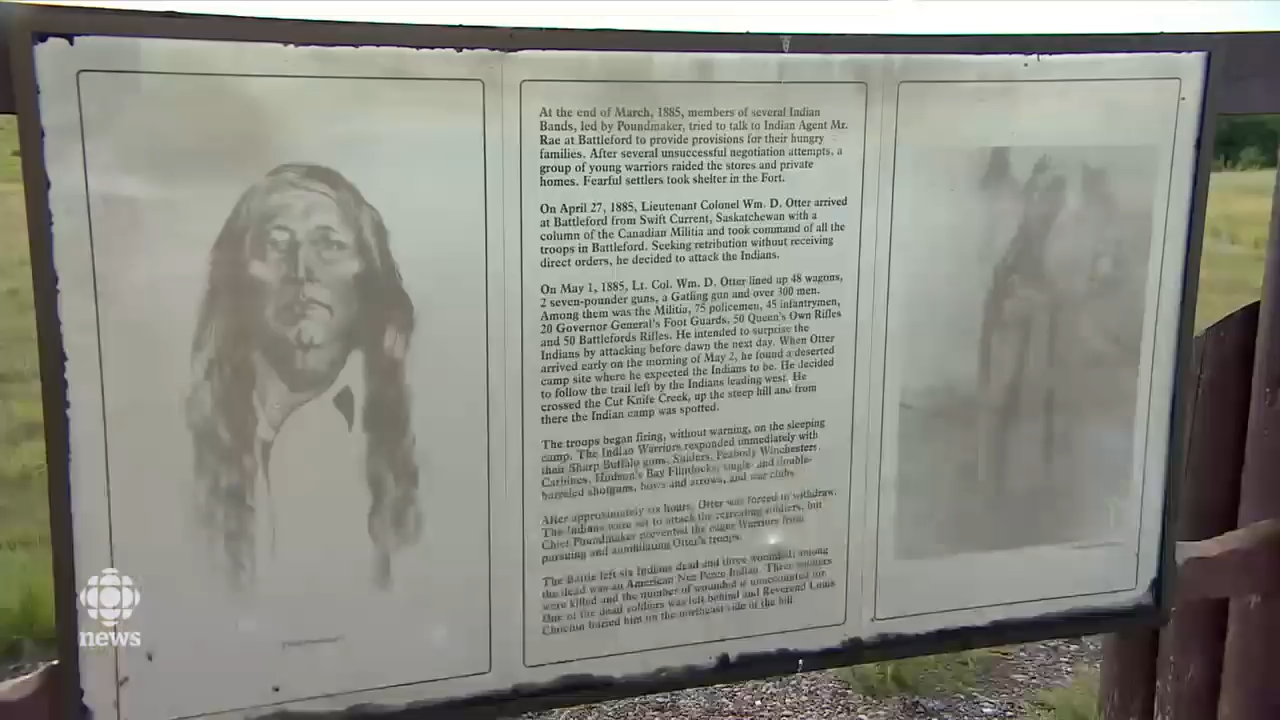 At the end of March, 1885, members of several Indian
Bands, led by Poundmaker, tried to talk to Indian Agent Mr.
Rae at Battleford to provide provisions for their hungry
families. After several unsuccessful negotiation attempts, a
group of young warriors raided the stores and private
homes. Fearful settlers took shelter in the Fort.
On April 27, 1885, Lieutenant Colonel Wm. D. Otter arrived
at Battleford from Swift Current, Saskatchewan with a
column of the Canadian Militia and took command of all the
troops in Battleford. Seeking retribution without receiving
direct orders, he decided to attack the Indians.
On May 1, 1885, Lt. Col. Wm. D. Otter lined up 48 wagons,
2 seven-pounder guns, a Gatling gun and over 300 men.
Among them was the Militia, 75 policemen, 45 infantrymen,
20 Governor General's Foot Guards, 50 Queen's Own Rifles
and 50 Battlefords Rifles. He intended to surprise the
Indians by attacking before dawn the next day. When Otter
arrived early on the morning of May 2, he found a deserted
camp site where he expected the Indians to be. He decided
to follow the trail left by the Indians leading west. He
crossed the Cut Knife Creek, up the steep hill and from
there the Indian camp was spotted.
The troops began firing, without warning, on the sleeping
camp. The Indian Warriors responded immediately with
their Sharp Buffalo guns, Sniders, Peabody Winchesters,
Carbines, Hudson's Bay Flintlocks, single- and double-
barreled shotguns, bows and arrows, and war clubs.
After approximately six hours, Otter was forced to withdraw.
The Indians were set to attack the retreating soldiers, but
Chief Poundmaker prevented the eager Warriors from
pursuing and annihilating Otter's troops.
The Battle left six Indians dead and three wounded; among
the dead was an American Nez Perce Indian. Three soldiers
were killed and the number of wounded is unaccounted for.
One of the dead soldiers was left behind and Reverend Louis
Cochin buried him on the northeast side of the hill.
news